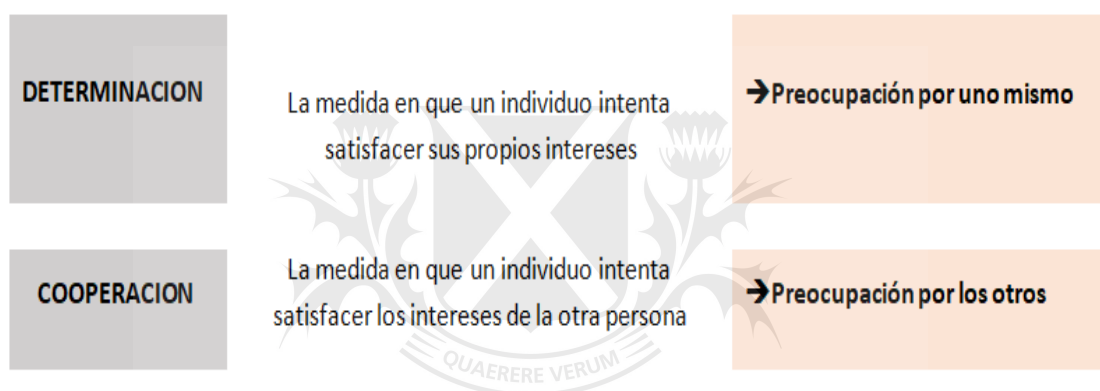 DETERMINACION
La medida en que un individuo intenta
satisfacer sus propios intereses
➔Preocupación por uno mismo
COOPERACION
La medida en que un individuo intenta
satisfacer los intereses de la otra persona
➔Preocupación por los otros
QUAERERE VERUM